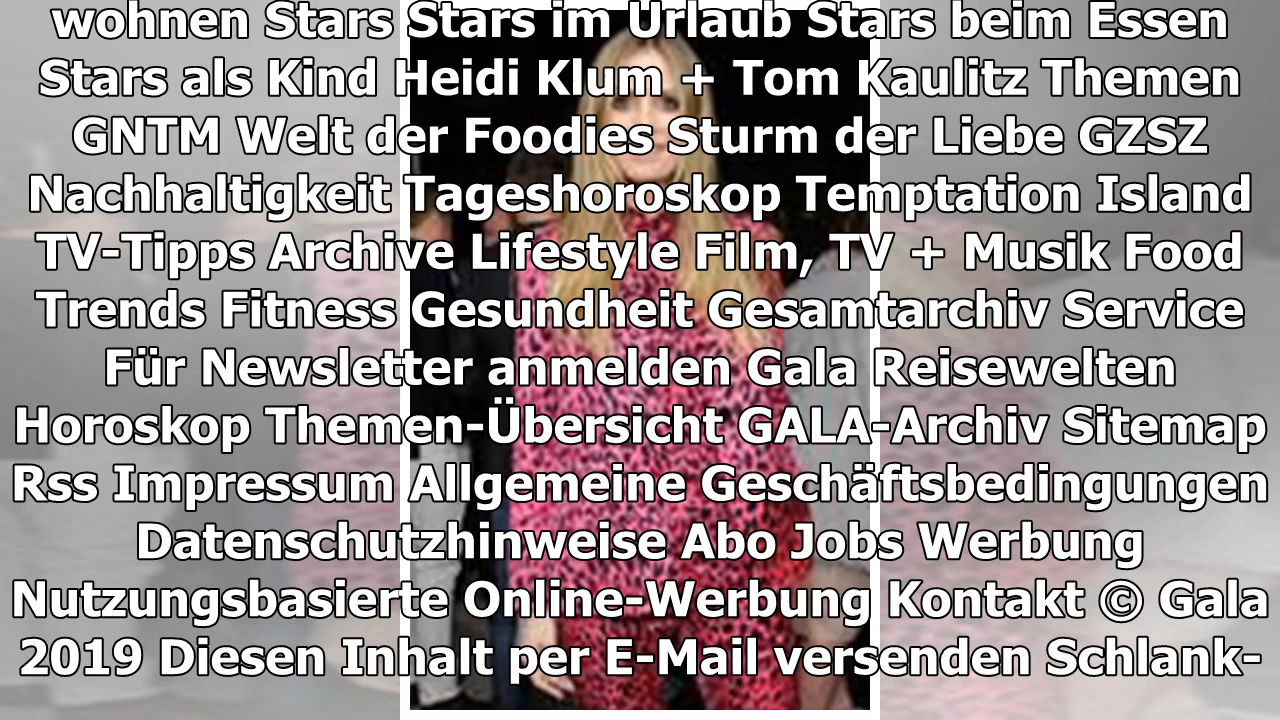 wohnen Stars Stars im Urlaub Stars beim Essen
Stars als Kind Heidi Klum + Tom Kaulitz Themen
GNTM Welt der Foodies Sturm der Liebe GZSZ
Nachhaltigkeit Tageshoroskop Temptation Island
TV-Tipps Archive Lifestyle Film, TV + Musik Food
Trends Fitness Gesundheit Gesamtarchiv Service
Für Newsletter anmelden Gala Reisewelten
Horoskop Themen-Übersicht GALA-Archiv Sitemap
Rss Impressum Allgemeine Geschäftsbedingungen
Datenschutzhinweise Abo Jobs Werbung
Nutzungsbasierte Online-Werbung Kontakt © Gala
2019 Diesen Inhalt per E-Mail versenden Schlank-